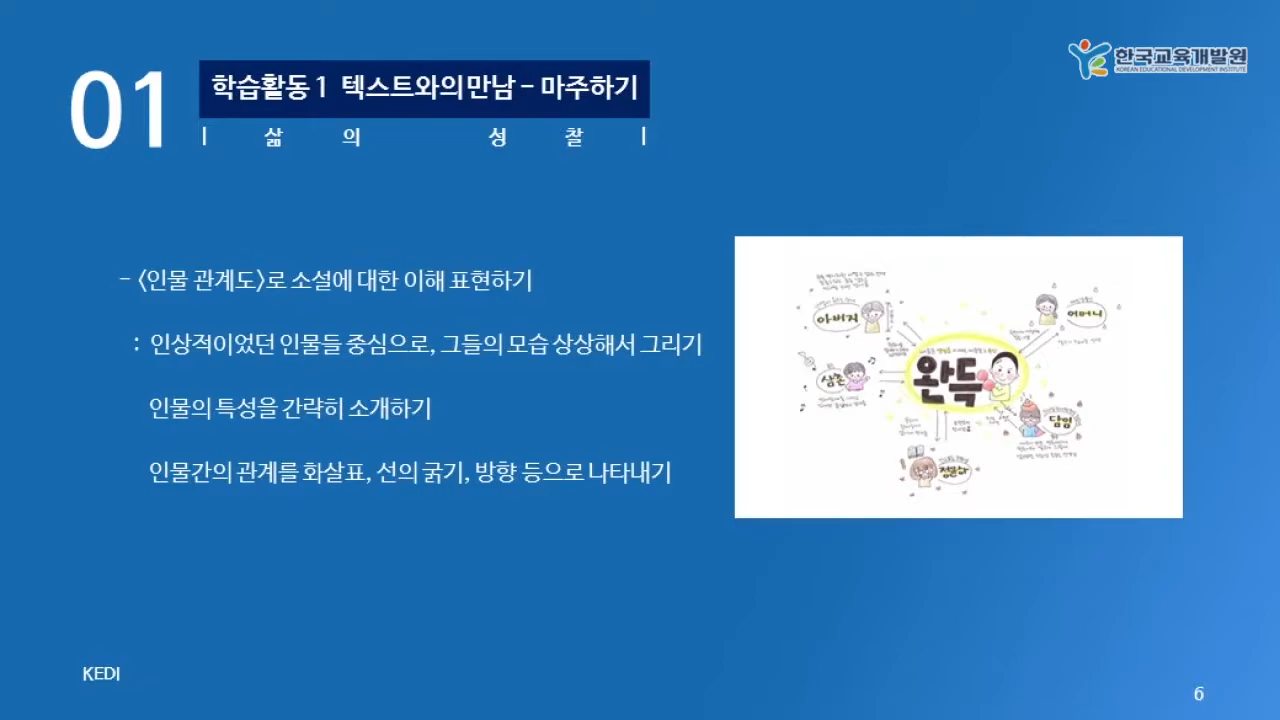 01
학습활동 1 텍스트와의 만남 – 마주하기
| 삶 의 성 찰 |
한국교육개발원
KOREAN EDUCATIONAL DEVELOPMENT INSTITUTE
- <인물 관계도>로 소설에 대한 이해 표현하기
: 인상적이었던 인물들 중심으로, 그들의 모습 상상해서 그리기
인물의 특성을 간략히 소개하기
인물간의 관계를 화살표, 선의 굵기, 방향 등으로 나타내기
아버지
어머니
삼촌
완득
담임
KEDI
6